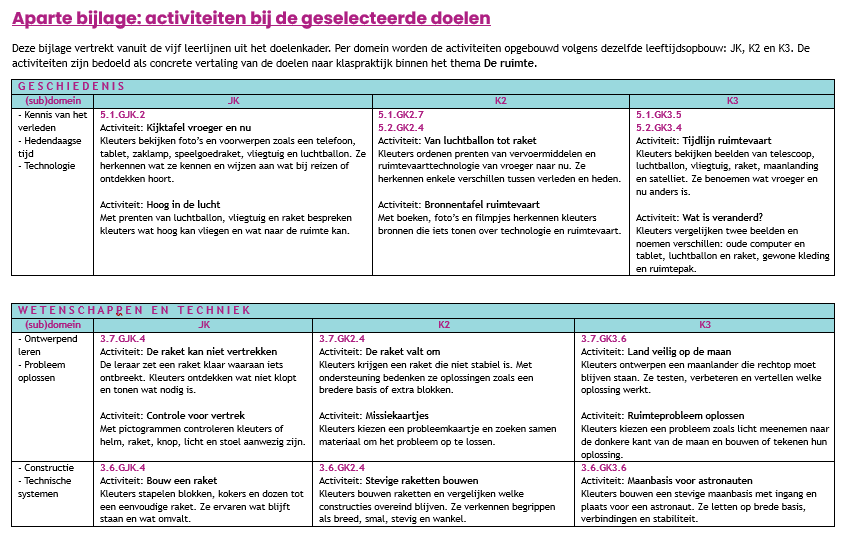 Aparte bijlage: activiteiten bij de geselecteerde doelen
Deze bijlage vertrekt vanuit de vijf leerlijnen uit het doelenkader. Per domein worden de activiteiten opgebouwd volgens dezelfde leeftijdsopbouw: JK, K2 en K3. De
activiteiten zijn bedoeld als concrete vertaling van de doelen naar klaspraktijk binnen het thema De ruimte.
GESCHIEDENIS
(sub)domein JK K2 K3
- Kennis van het
verleden
- Hedendaagse
tijd
- Technologie
5.1.GJK.2
Activiteit: Kijktafel vroeger en nu
Kleuters bekijken foto's en voorwerpen zoals een telefoon,
tablet, zaklamp, speelgoedraket, vliegtuig en luchtballon. Ze
herkennen wat ze kennen en wijzen aan wat bij reizen of
ontdekken hoort.
Activiteit: Hoog in de lucht
Met prenten van luchtballon, vliegtuig en raket bespreken
kleuters wat hoog kan vliegen en wat naar de ruimte kan.
5.1.GK2.7
5.2.GK2.4
Activiteit: Van luchtballon tot raket
Kleuters ordenen prenten van vervoermiddelen en
ruimtevaarttechnologie van vroeger naar nu. Ze
herkennen enkele verschillen tussen verleden en heden.
Activiteit: Bronnentafel ruimtevaart
Met boeken, foto's en filmpjes herkennen kleuters
bronnen die iets tonen over technologie en ruimtevaart.
5.1.GK3.5
5.2.GK3.4
Activiteit: Tijdlijn ruimtevaart
Kleuters bekijken beelden van telescoop,
luchtballon, vliegtuig, raket, maanlanding
en satelliet. Ze benoemen wat vroeger en
nu anders is.
Activiteit: Wat is veranderd?
Kleuters vergelijken twee beelden en
noemen verschillen: oude computer en
tablet, luchtballon en raket, gewone kleding
en ruimtepak.
WETENSCHAPPEN EN TECHNIEK
(sub)domein JK K2 K3
- Ontwerpend
leren
- Probleem
oplossen
3.7.GJK.4
Activiteit: De raket kan niet vertrekken
De leraar zet een raket klaar waaraan iets
ontbreekt. Kleuters ontdekken wat niet klopt
en tonen wat nodig is.
Activiteit: Controle voor vertrek
Met pictogrammen controleren kleuters of
helm, raket, knop, licht en stoel aanwezig zijn.
3.7.GK2.4
Activiteit: De raket valt om
Kleuters krijgen een raket die niet stabiel is. Met
ondersteuning bedenken ze oplossingen zoals een
bredere basis of extra blokken.
Activiteit: Missiekaartjes
Kleuters kiezen een probleemkaartje en zoeken samen
materiaal om het probleem op te lossen.
3.7.GK3.6
Activiteit: Land veilig op de maan
Kleuters ontwerpen een maanlander die rechtop moet
blijven staan. Ze testen, verbeteren en vertellen welke
oplossing werkt.
Activiteit: Ruimteprobleem oplossen
Kleuters kiezen een probleem zoals licht meenemen naar
de donkere kant van de maan en bouwen of tekenen hun
oplossing.
- Constructie
- Technische
systemen
3.6.GJK.4
Activiteit: Bouw een raket
Kleuters stapelen blokken, kokers en dozen tot
een eenvoudige raket. Ze ervaren wat blijft
staan en wat omvalt.
3.6.GK2.4
Activiteit: Stevige raketten bouwen
Kleuters bouwen raketten en vergelijken welke
constructies overeind blijven. Ze verkennen begrippen
als breed, smal, stevig en wankel.
3.6.GK3.6
Activiteit: Maanbasis voor astronauten
Kleuters bouwen een stevige maanbasis met ingang en
plaats voor een astronaut. Ze letten op brede basis,
verbindingen en stabiliteit.